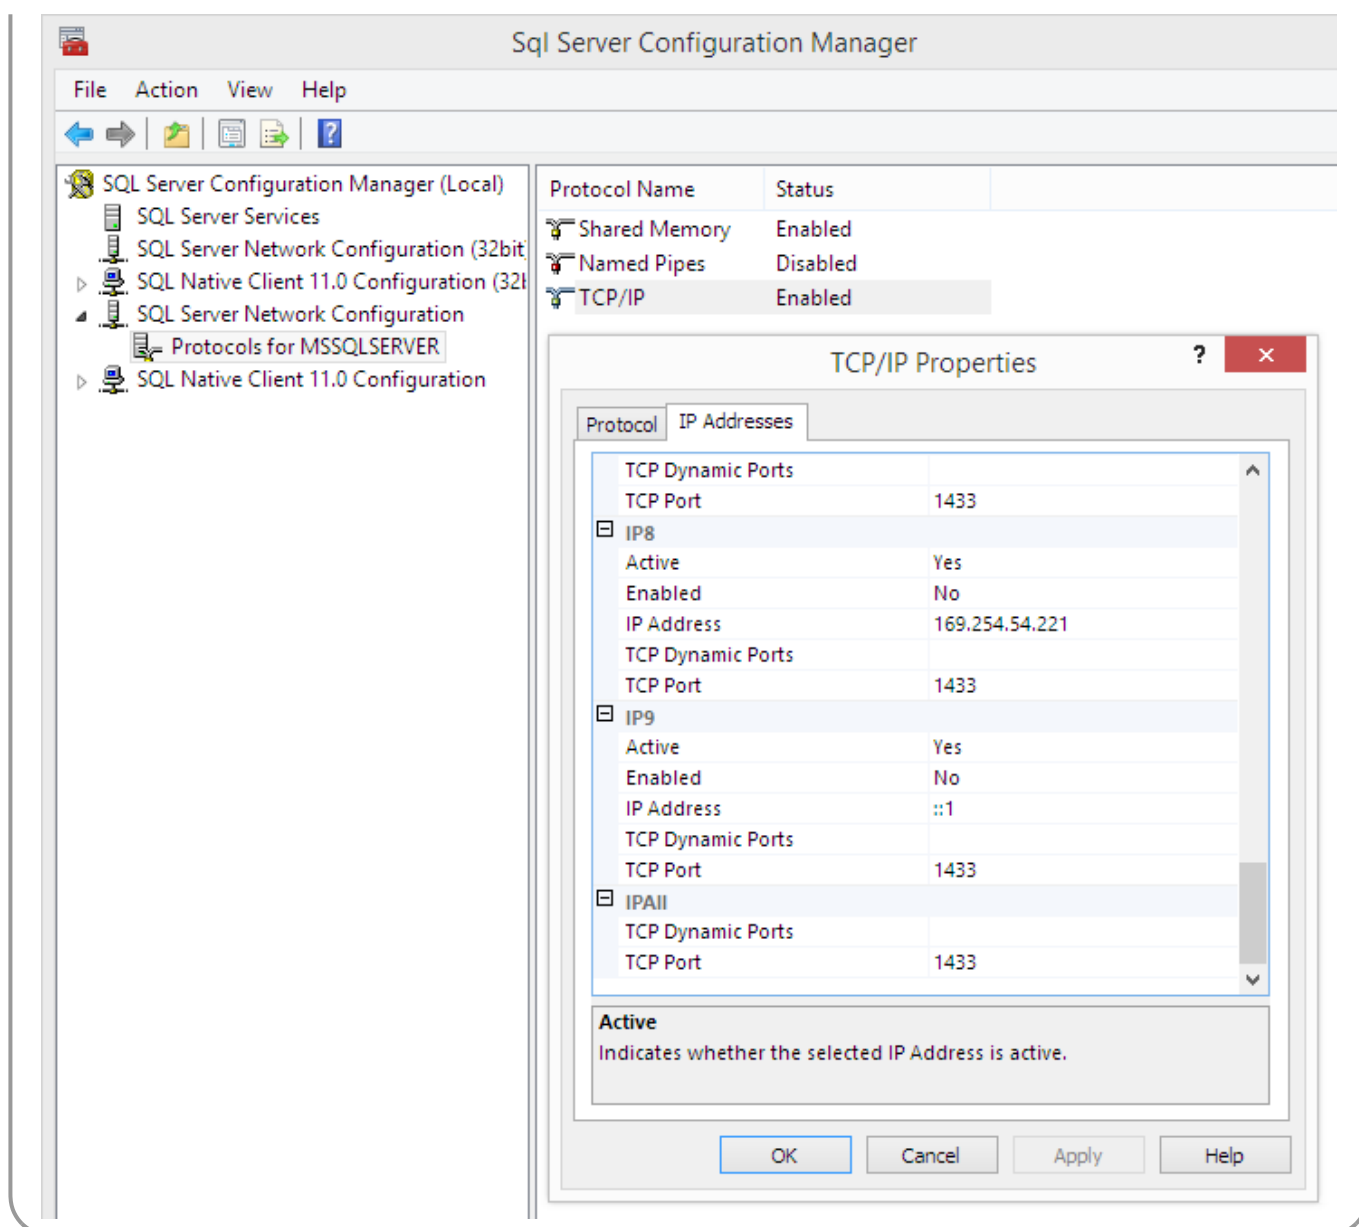 Sql Server Configuration Manager
File Action View Help
SQL Server Configuration Manager (Local)
SQL Server Services
SQL Server Network Configuration (32bit
SQL Native Client 11.0 Configuration (32b
SQL Server Network Configuration
Protocols for MSSQLSERVER
SQL Native Client 11.0 Configuration
Protocol Name Status
Shared Memory Enabled
Named Pipes Disabled
TCP/IP Enabled
TCP/IP Properties
Protocol IP Addresses
TCP Dynamic Ports
TCP Port 1433
IP8
Active Yes
Enabled No
IP Address 169.254.54.221
TCP Dynamic Ports
TCP Port 1433
IP9
Active Yes
Enabled No
IP Address ::1
TCP Dynamic Ports
TCP Port 1433
IPAll
TCP Dynamic Ports
TCP Port 1433
Active
Indicates whether the selected IP Address is active.
OK Cancel Apply Help